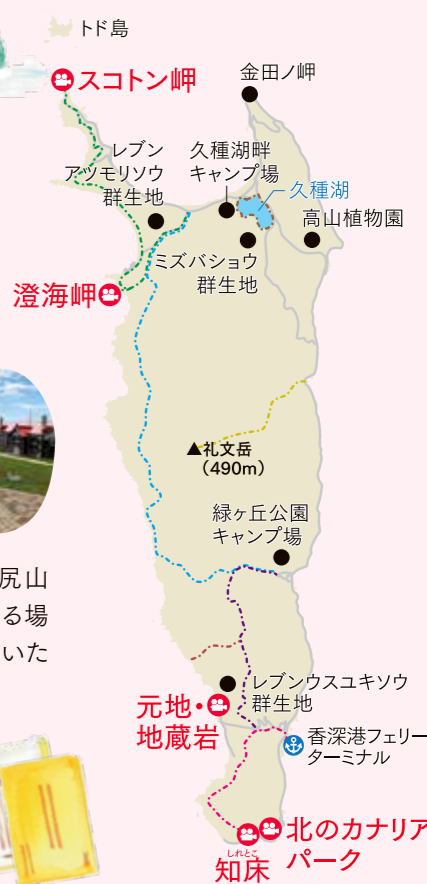 トド島
スコトン岬
金田ノ岬
レブン
アツモリソウ
群生地
久種湖畔
キャンプ場
久種湖
高山植物園
ミズバショウ
群生地
澄海岬
礼文岳
（490m）
緑ヶ丘公園
キャンプ場
尻山
る場
いた
レブンウスユキソウ
群生地
元地・
地蔵岩
香深港フェリー
ターミナル
北のカナリア
パーク
しれとこ
知床